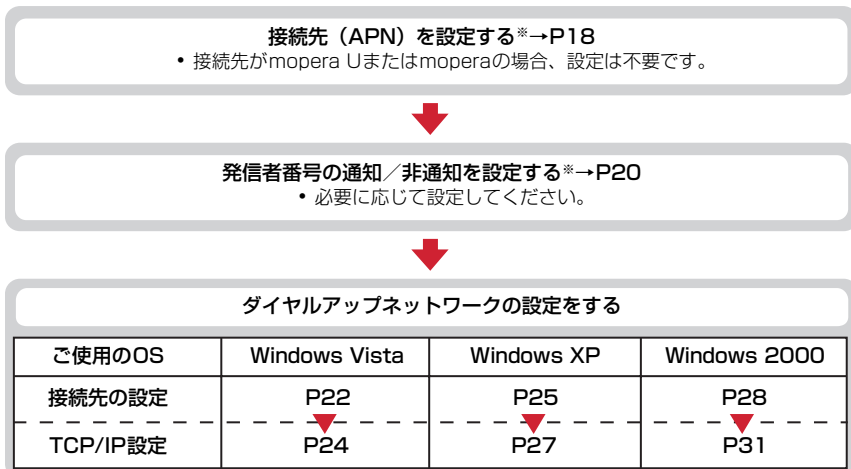 接続先（APN）を設定する※→P18
• 接続先がmopera Uまたはmoperaの場合、設定は不要です。
発信者番号の通知／非通知を設定する※→P20
• 必要に応じて設定してください。
ダイヤルアップネットワークの設定をする
ご使用のOS Windows Vista Windows XP Windows 2000
接続先の設定 P22 P25 P28
TCP/IP設定 P24 P27 P31